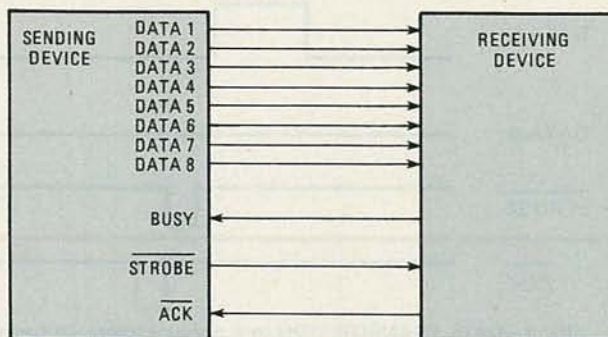 SENDING
DEVICE
DATA 1
DATA 2
DATA 3
DATA 4
DATA 5
DATA 6
DATA 7
DATA 8
BUSY
STROBE
ACK
RECEIVING
DEVICE